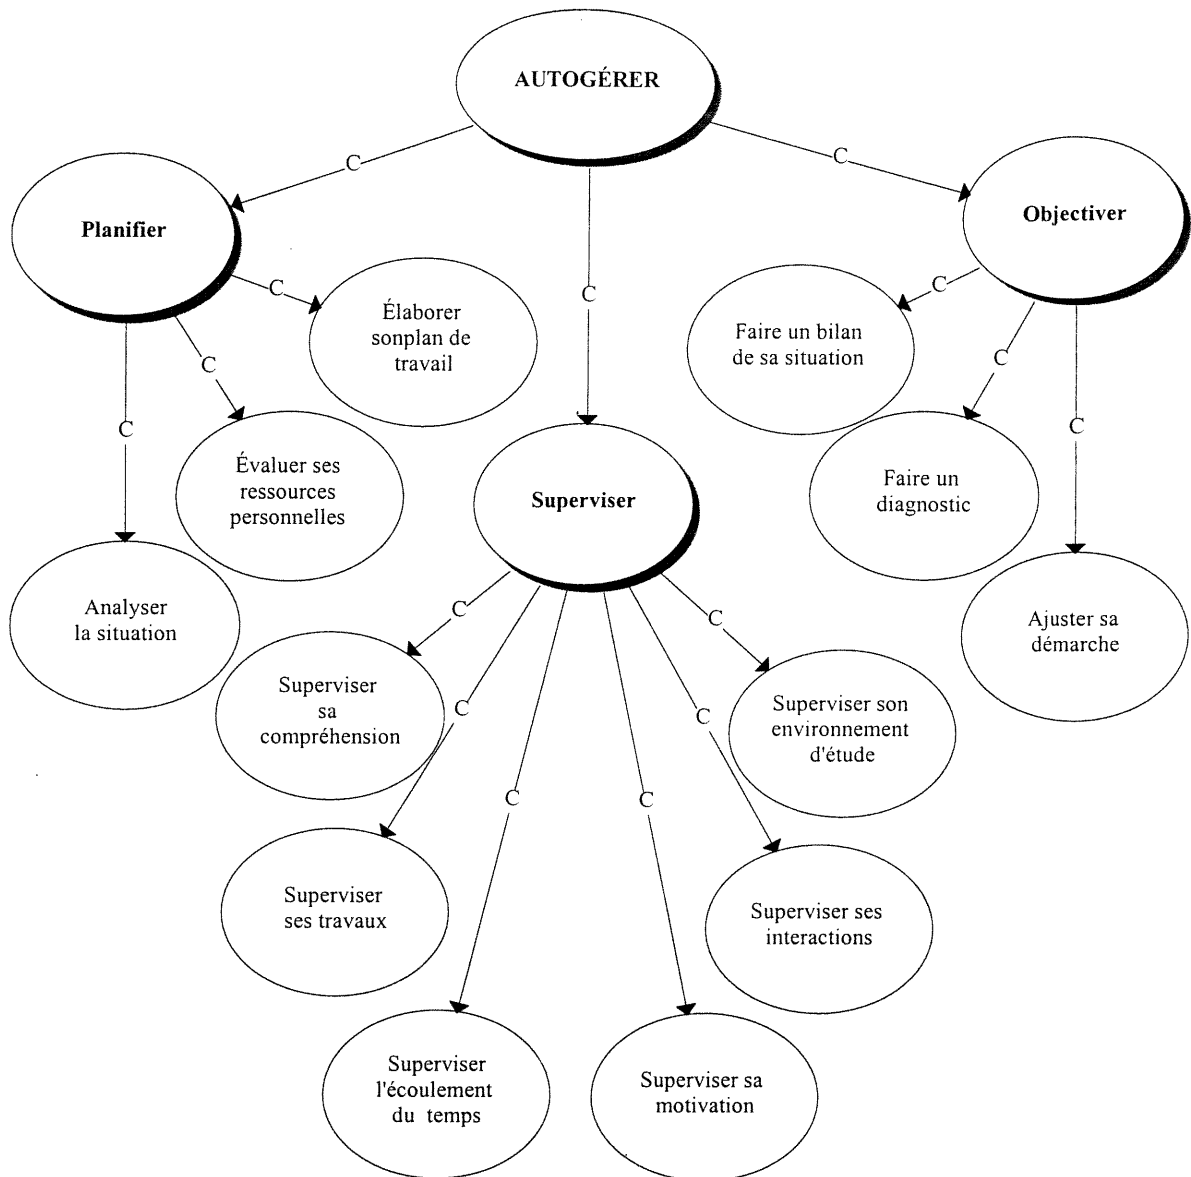 AUTOGÉRER
C
C
Planifier
Objectiver
C
C
C
Élaborer
sonplan de
travail
Faire un bilan
de sa situation
C
C
C
C
Évaluer ses
ressources
personnelles
Superviser
Faire un
diagnostic
Analyser
la situation
C
C
Ajuster sa
démarche
Superviser
sa
compréhension
C
C
Superviser son
environnement
d'étude
C
C
Superviser
ses travaux
Superviser ses
interactions
Superviser
l'écoulement
du temps
Superviser sa
motivation